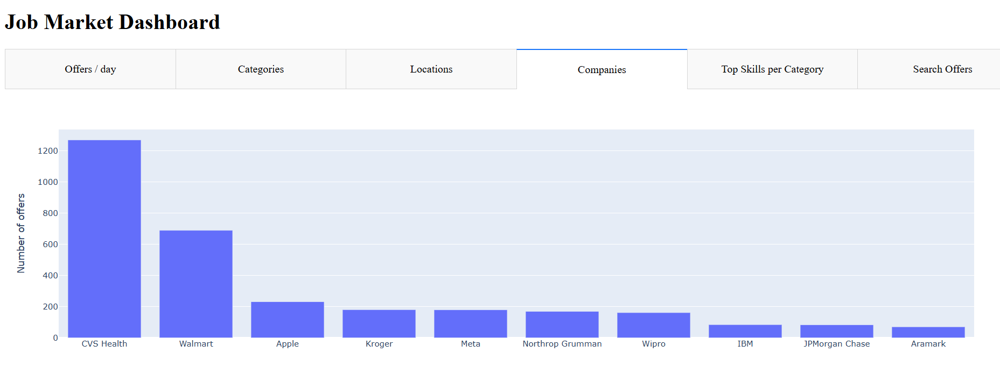 Job Market Dashboard
Offers / day
Categories
Locations
Companies
Top Skills per Category
Search Offers
Number of offers
1200
1000
800
600
400
200
0
CVS Health
Walmart
Apple
Kroger
Meta
Northrop Grumman
Wipro
IBM
JPMorgan Chase
Aramark